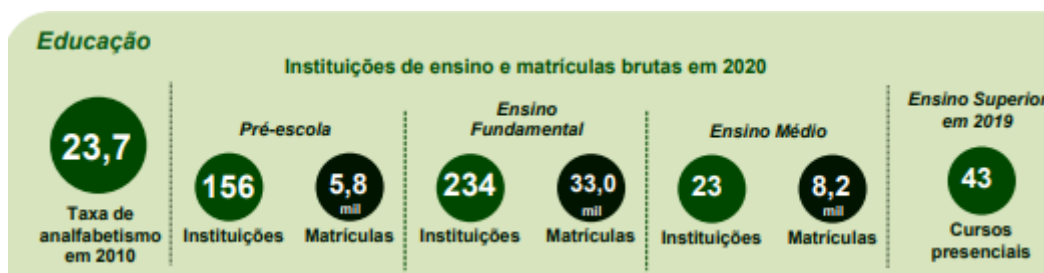 Educação
Instituições de ensino e matrículas brutas em 2020
23,7
Taxa de
analfabetismo
em 2010
Pré-escola
156
Instituições
5,8
mil
Matrículas
Ensino
Fundamental
234
Instituições
33,0
mil
Matrículas
Ensino Médio
23
Instituições
8,2
mil
Matrículas
Ensino Superior
em 2019
43
Cursos
presenciais